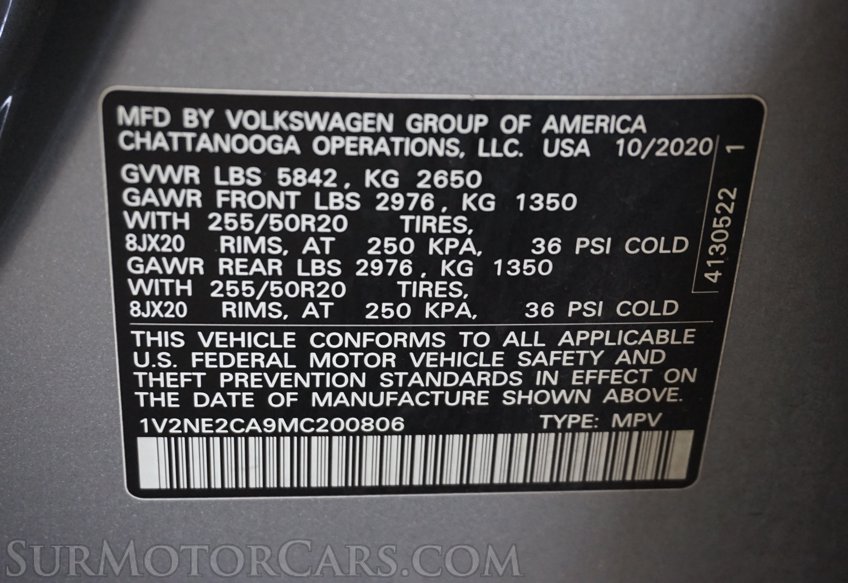 MFD BY VOLKSWAGEN GROUP OF AMERICA
CHATTANOOGA OPERATIONS, LLC. USA 10/2020
GVWR LBS 5842, KG 2650
GAWR FRONT LBS 2976, KG 1350
WITH 255/50R20 TIRES,
8JX20 RIMS, AT 250 KPA, 36 PSI COLD
GAWR REAR LBS 2976, KG 1350
WITH 255/50R20 TIRES,
8JX20 RIMS, AT 250 KPA, 36 PSI COLD
4130522 1
THIS VEHICLE CONFORMS TO ALL APPLICABLE
U.S. FEDERAL MOTOR VEHICLE SAFETY AND
THEFT PREVENTION STANDARDS IN EFFECT ON
THE DATE OF MANUFACTURE SHOWN ABOVE.
1V2NE2CA9MC200806 TYPE: MPV
SurMotorCars.com